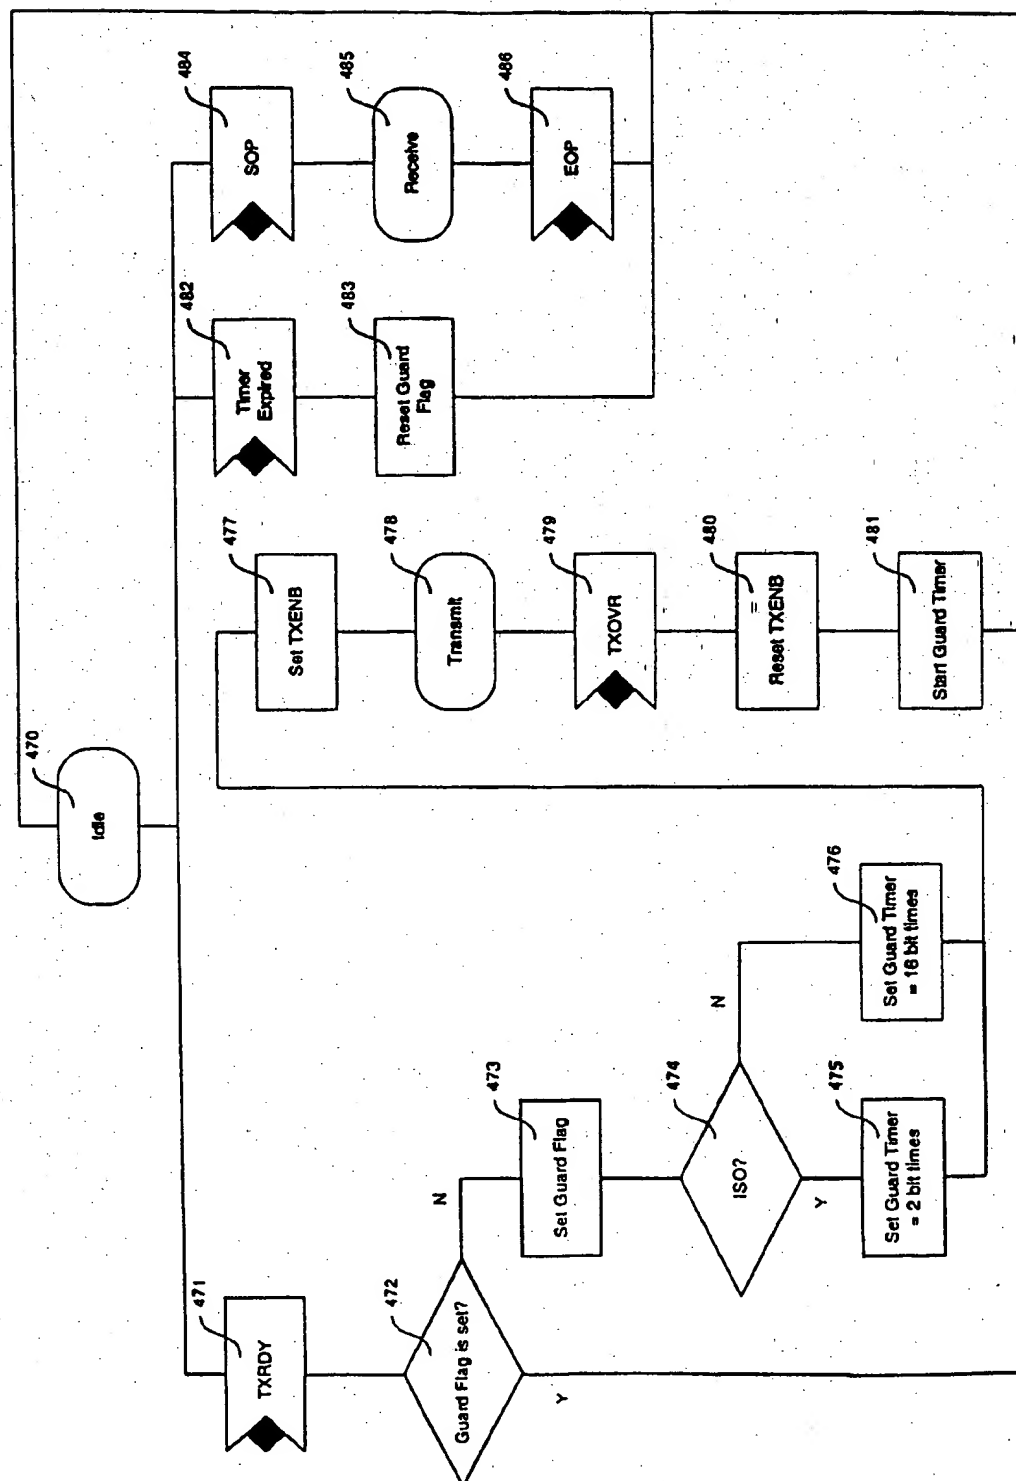 470
Idle
471
TXRDY
472
Guard Flag is set?
N
Y
473
Set Guard Flag
474
ISO?
N
Y
475
Set Guard Timer
= 2 bit times
476
Set Guard Timer
= 16 bit times
477
Set TXENB
478
Transmit
479
TXOVR
480
=
Reset TXENB
481
Start Guard Timer
482
Timer
Expired
483
Reset Guard
Flag
484
SOP
485
Receive
486
EOP